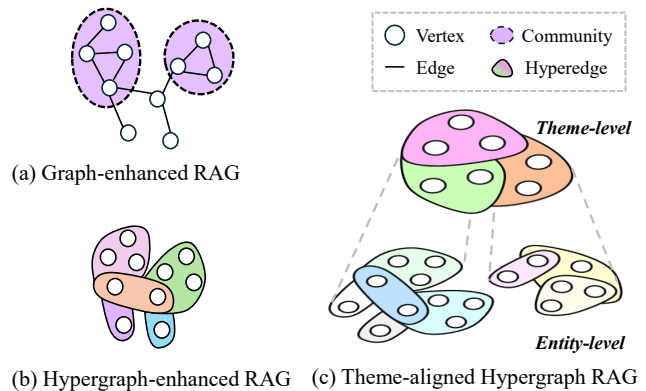 Vertex
Community
Edge
Hyperedge
Theme-level
(a) Graph-enhanced RAG
Entity-level
(b) Hypergraph-enhanced RAG
(c) Theme-aligned Hypergraph RAG